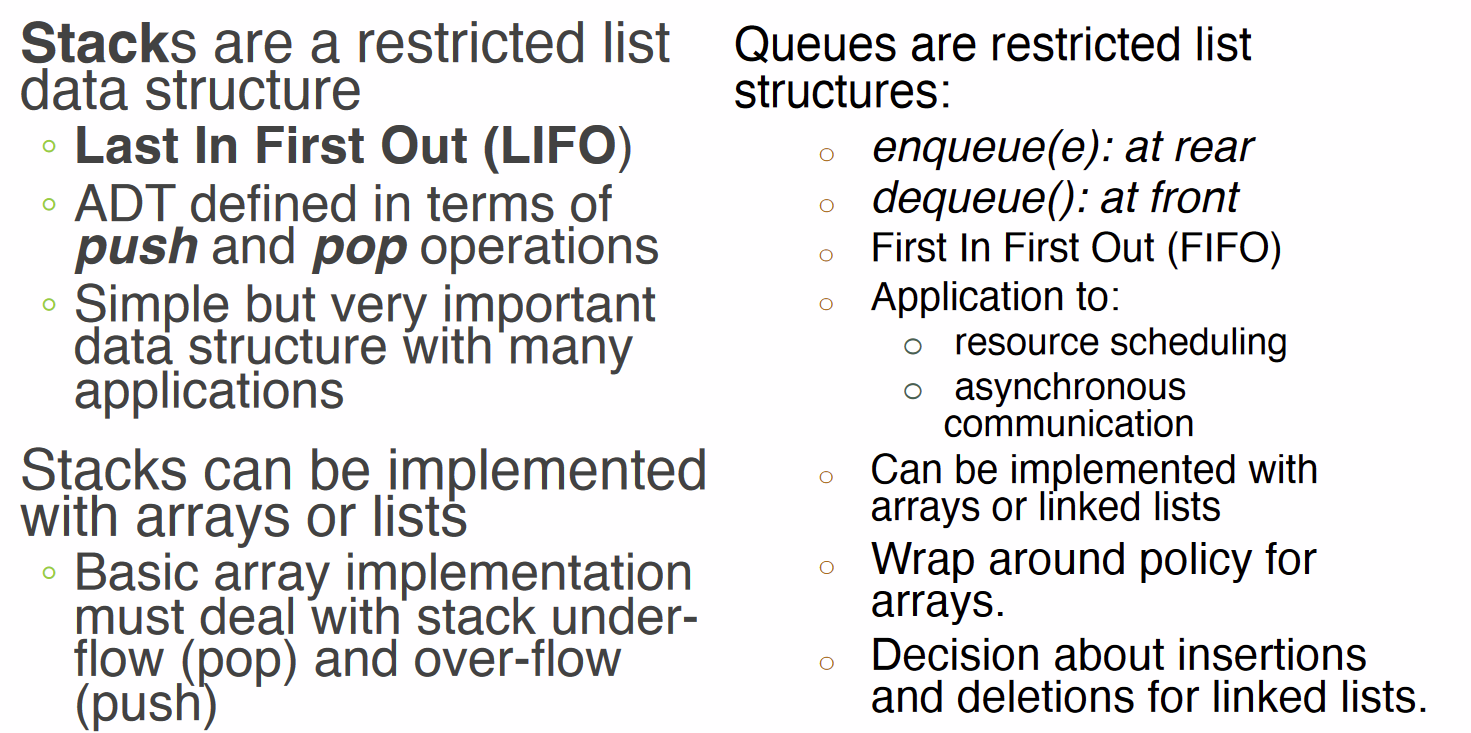 Stacks are a restricted list
data structure
◦ Last In First Out (LIFO)
◦ ADT defined in terms of
push and pop operations
◦ Simple but very important
data structure with many
applications
Stacks can be implemented
with arrays or lists
◦ Basic array implementation
must deal with stack under-
flow (pop) and over-flow
(push)
Queues are restricted list
structures:
○ enqueue(e): at rear
○ dequeue(): at front
○ First In First Out (FIFO)
○ Application to:
○ resource scheduling
○ asynchronous
communication
○ Can be implemented with
arrays or linked lists
○ Wrap around policy for
arrays.
○ Decision about insertions
and deletions for linked lists.